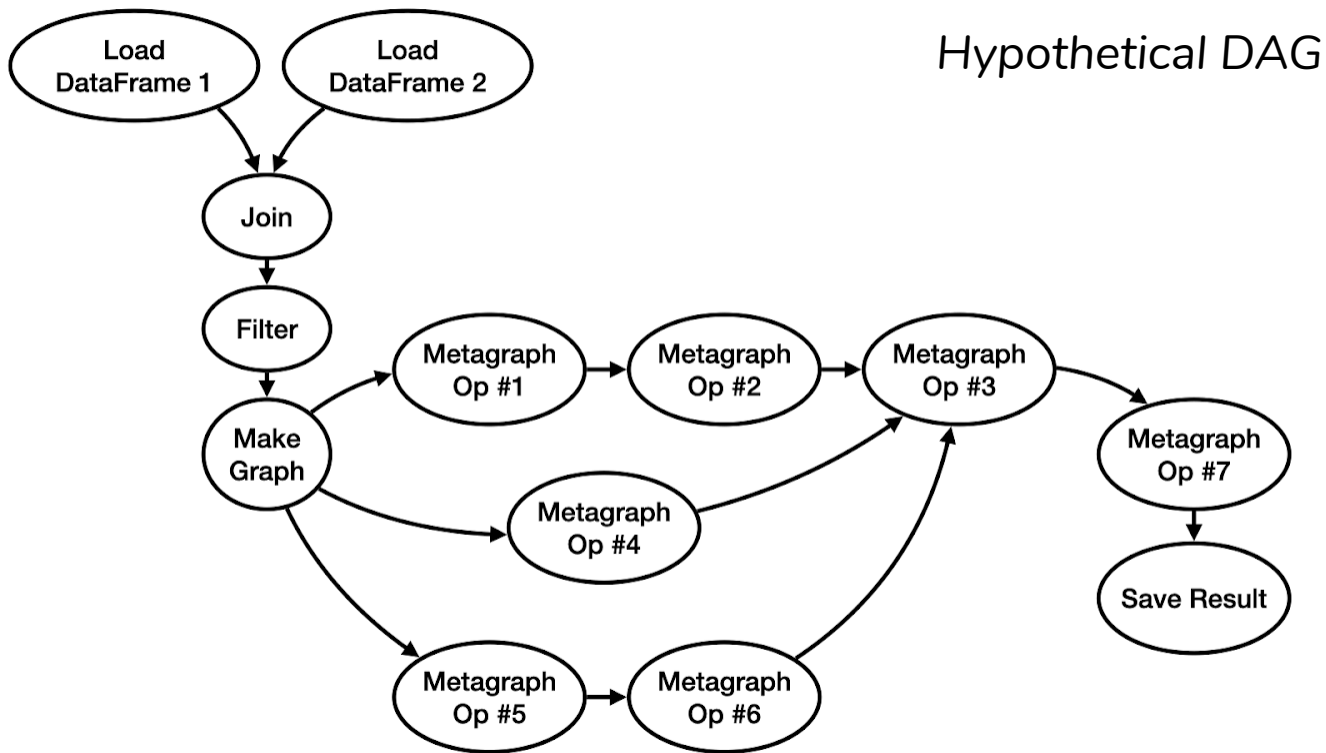 Hypothetical DAG
Load
DataFrame 1
Load
DataFrame 2
Join
Filter
Make
Graph
Metagraph
Op #1
Metagraph
Op #2
Metagraph
Op #3
Metagraph
Op #4
Metagraph
Op #5
Metagraph
Op #6
Metagraph
Op #7
Save Result